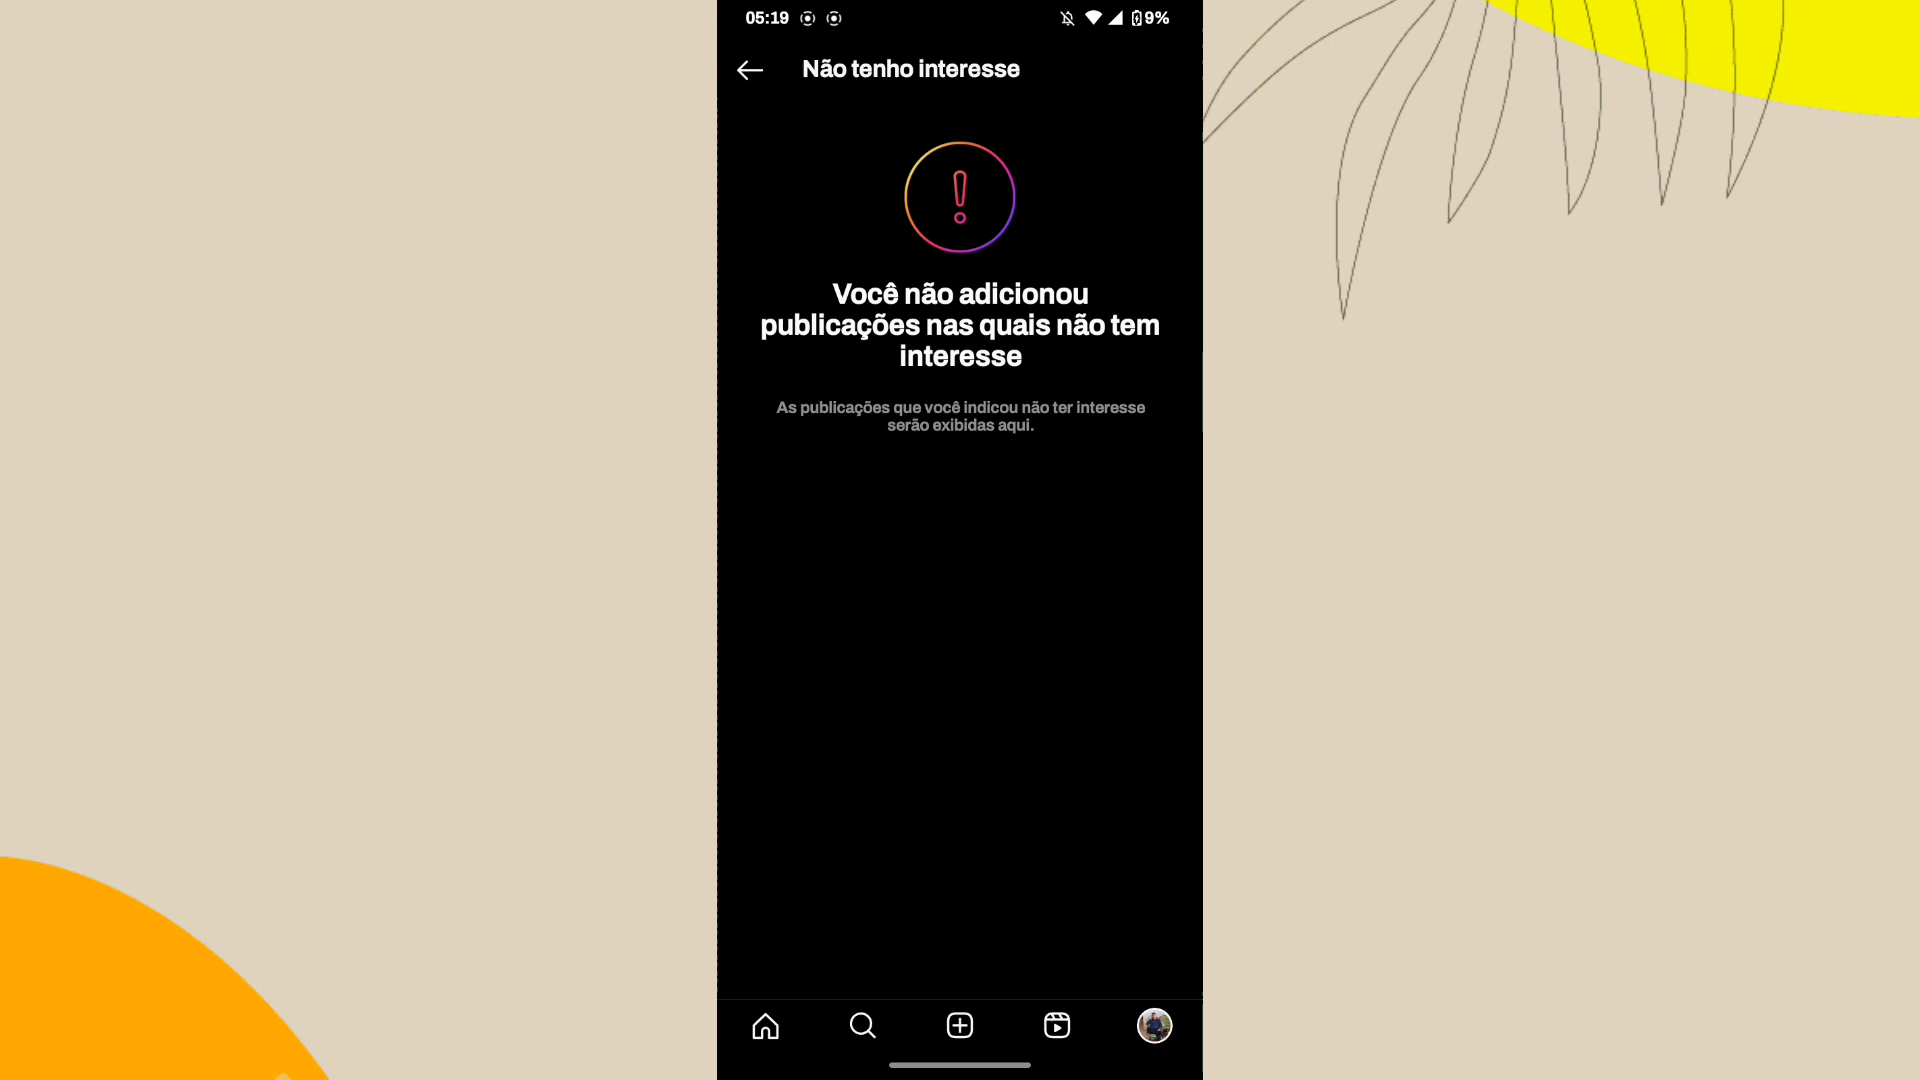 05:19 9%
Não tenho interesse
Você não adicionou
publicações nas quais não tem
interesse
As publicações que você indicou não ter interesse
serão exibidas aqui.